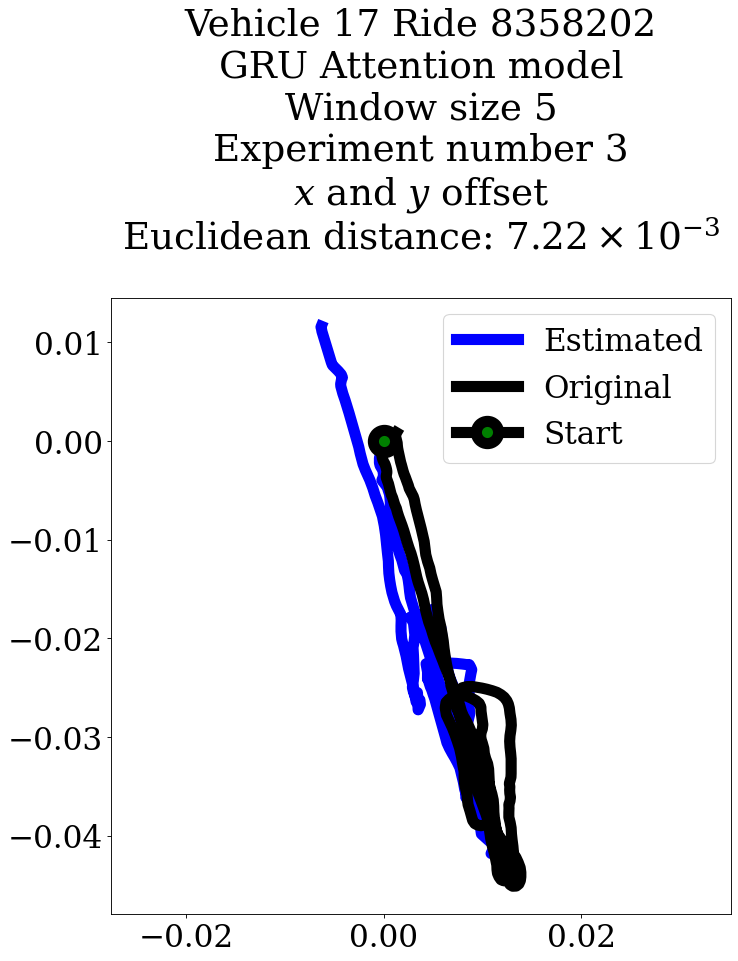 Vehicle 17 Ride 8358202
GRU Attention model
Window size 5
Experiment number 3
x and y offset
Euclidean distance: 7.22 × 10⁻³
Estimated
Original
Start
0.01
0.00
−0.01
−0.02
−0.03
−0.04
−0.02
0.00
0.02